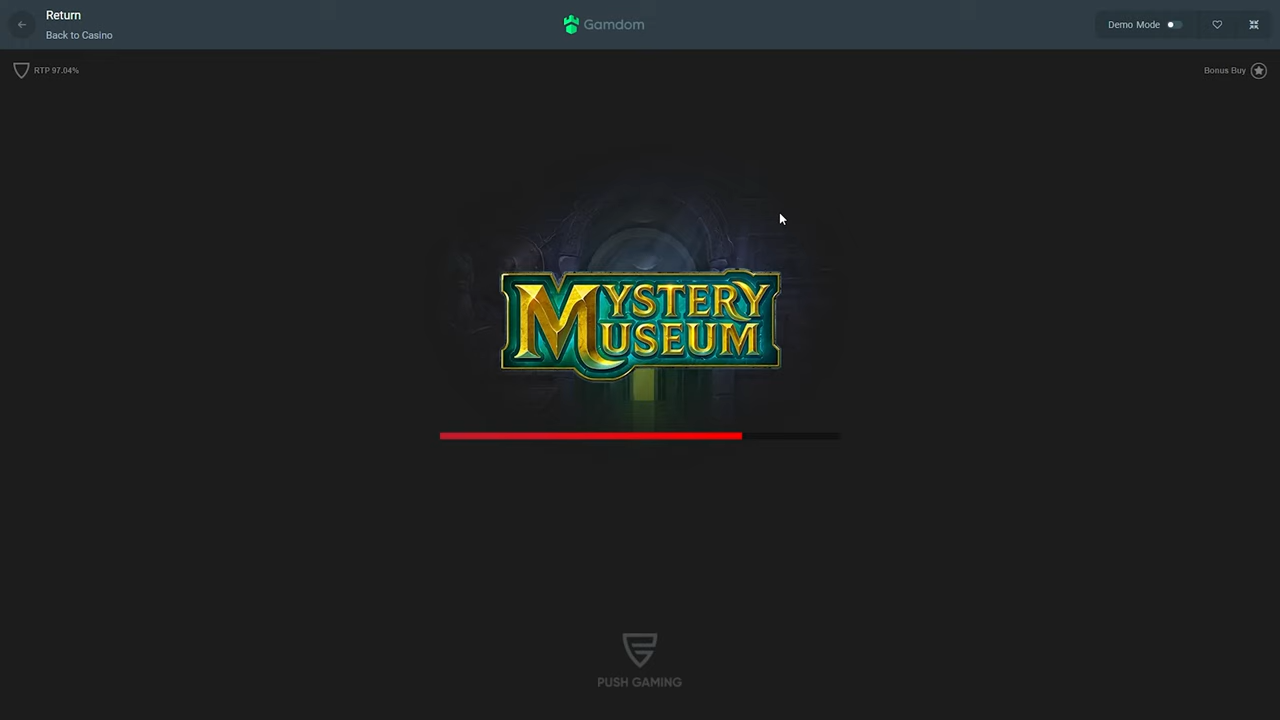 Return
Back to Casino
Gamdom
Demo Mode
RTP 97.04%
Bonus Buy
MYSTERY
MUSEUM
PUSH GAMING